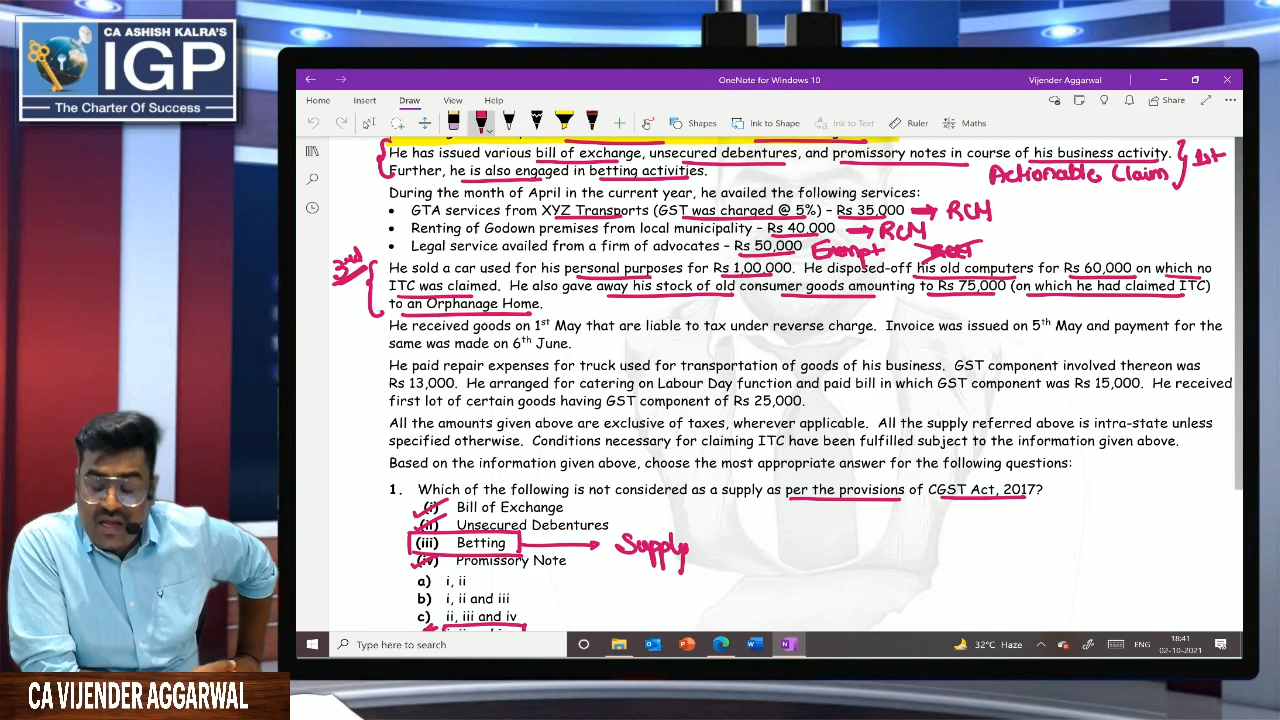 CA ASHISH KALRA'S
IGP
The Charter Of Success
OneNote for Windows 10
Vijender Aggarwal
Home Insert Draw View Help
Share
Shapes Ink to Shape Ink to Text Ruler Maths
He has issued various bill of exchange, unsecured debentures, and promissory notes in course of his business activity.
Further, he is also engaged in betting activities.
Actionable Claim
1st
During the month of April in the current year, he availed the following services:
• GTA services from XYZ Transports (GST was charged @ 5%) – Rs 35,000 → RCM
• Renting of Godown premises from local municipality – Rs 40,000 → RCM
• Legal service availed from a firm of advocates – Rs 50,000 Exempt
3rd
He sold a car used for his personal purposes for Rs 1,00,000. He disposed-off his old computers for Rs 60,000 on which no
ITC was claimed. He also gave away his stock of old consumer goods amounting to Rs 75,000 (on which he had claimed ITC)
to an Orphanage Home.
He received goods on 1st May that are liable to tax under reverse charge. Invoice was issued on 5th May and payment for the
same was made on 6th June.
He paid repair expenses for truck used for transportation of goods of his business. GST component involved thereon was
Rs 13,000. He arranged for catering on Labour Day function and paid bill in which GST component was Rs 15,000. He received
first lot of certain goods having GST component of Rs 25,000.
All the amounts given above are exclusive of taxes, wherever applicable. All the supply referred above is intra-state unless
specified otherwise. Conditions necessary for claiming ITC have been fulfilled subject to the information given above.
Based on the information given above, choose the most appropriate answer for the following questions:
1. Which of the following is not considered as a supply as per the provisions of CGST Act, 2017?
(i) Bill of Exchange
(ii) Unsecured Debentures
(iii) Betting → Supply
(iv) Promissory Note
a) i, ii
b) i, ii and iii
c) ii, iii and iv
Type here to search
32°C Haze
ENG
18:41
02-10-2021
CA VIJENDER AGGARWAL